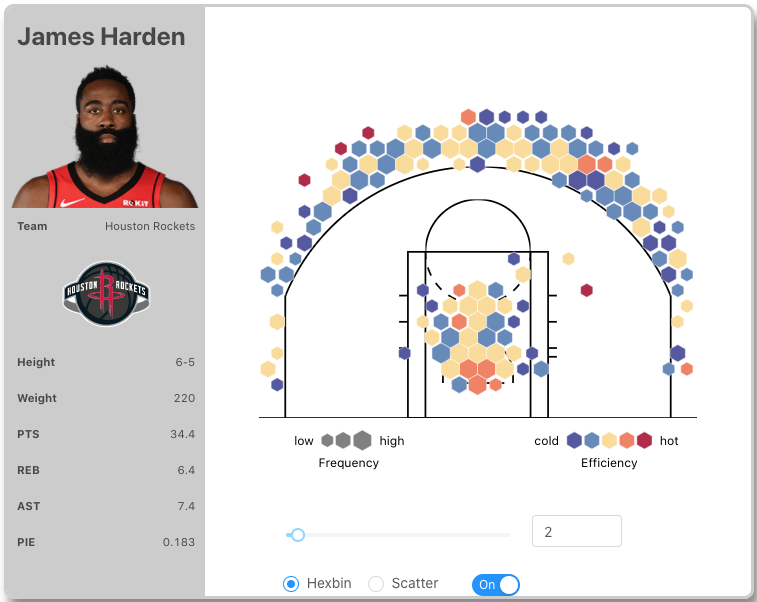 James Harden
ROKiT
Team Houston Rockets
HOUSTON ROCKETS
Height 6-5
Weight 220
PTS 34.4
REB 6.4
AST 7.4
PIE 0.183
low high
Frequency
cold hot
Efficiency
2
Hexbin Scatter On